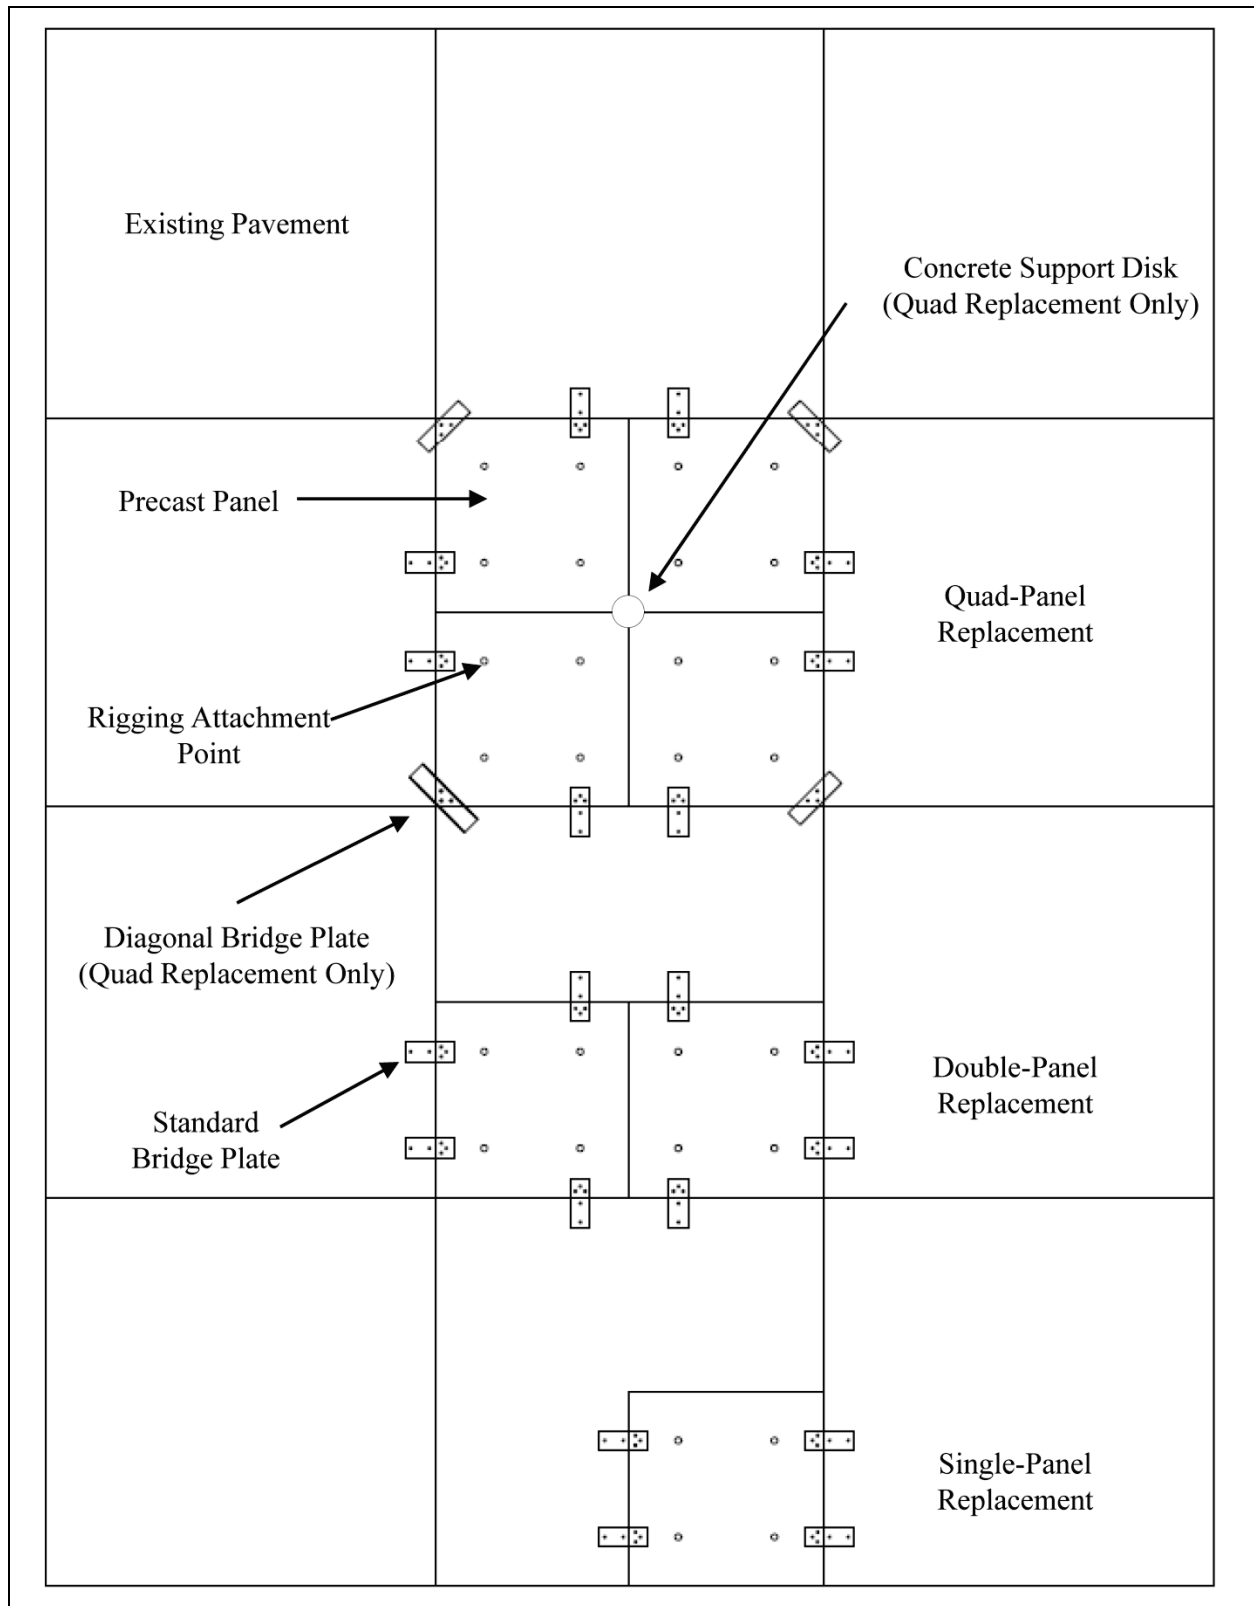 Existing Pavement
Concrete Support Disk
(Quad Replacement Only)
Precast Panel
Quad-Panel
Replacement
Rigging Attachment
Point
Diagonal Bridge Plate
(Quad Replacement Only)
Double-Panel
Replacement
Standard
Bridge Plate
Single-Panel
Replacement